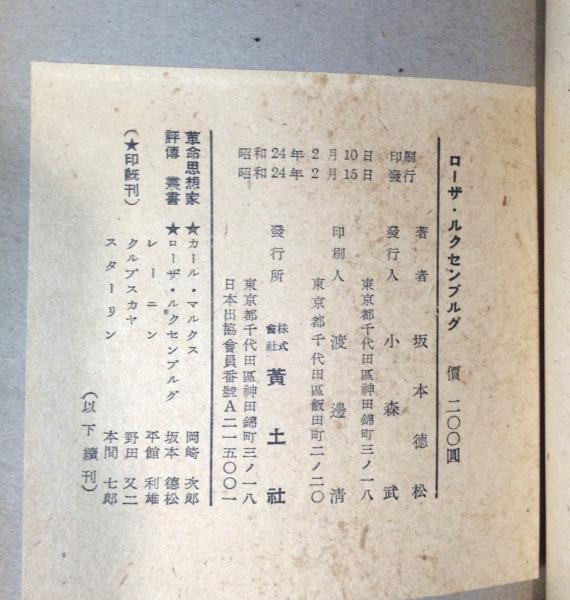 ローザ・ルクセンブルグ 價 二〇〇圓
昭和24年2月10日 印刷
昭和24年2月15日 發行
著者 坂本德松
發行人 小森武
東京都千代田區神田錦町三ノ一八
印刷人 渡邊清
東京都千代田區飯田町二ノ二〇
發行所 株式會社 黃土社
東京都千代田區神田錦町三ノ一八
日本出協會員番號A二一五〇〇一
革命思想家
評傳叢書
(★印旣刊)
★カール・マルクス 岡崎次郎
★ローザ・ルクセンブルグ 坂本德松
レーニン 平館利雄
クルプスカヤ 野田又二
スターリン 本間七郎
(以下續刊)